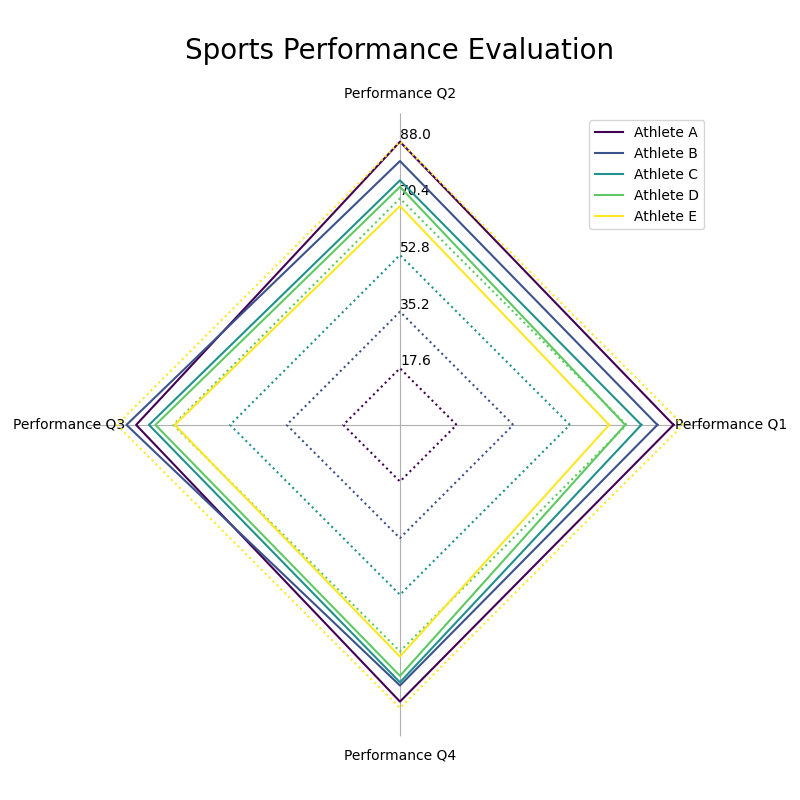 Sports Performance Evaluation
Performance Q2
88.0
70.4
52.8
35.2
17.6
Athlete A
Athlete B
Athlete C
Athlete D
Athlete E
Performance Q3
Performance Q1
Performance Q4